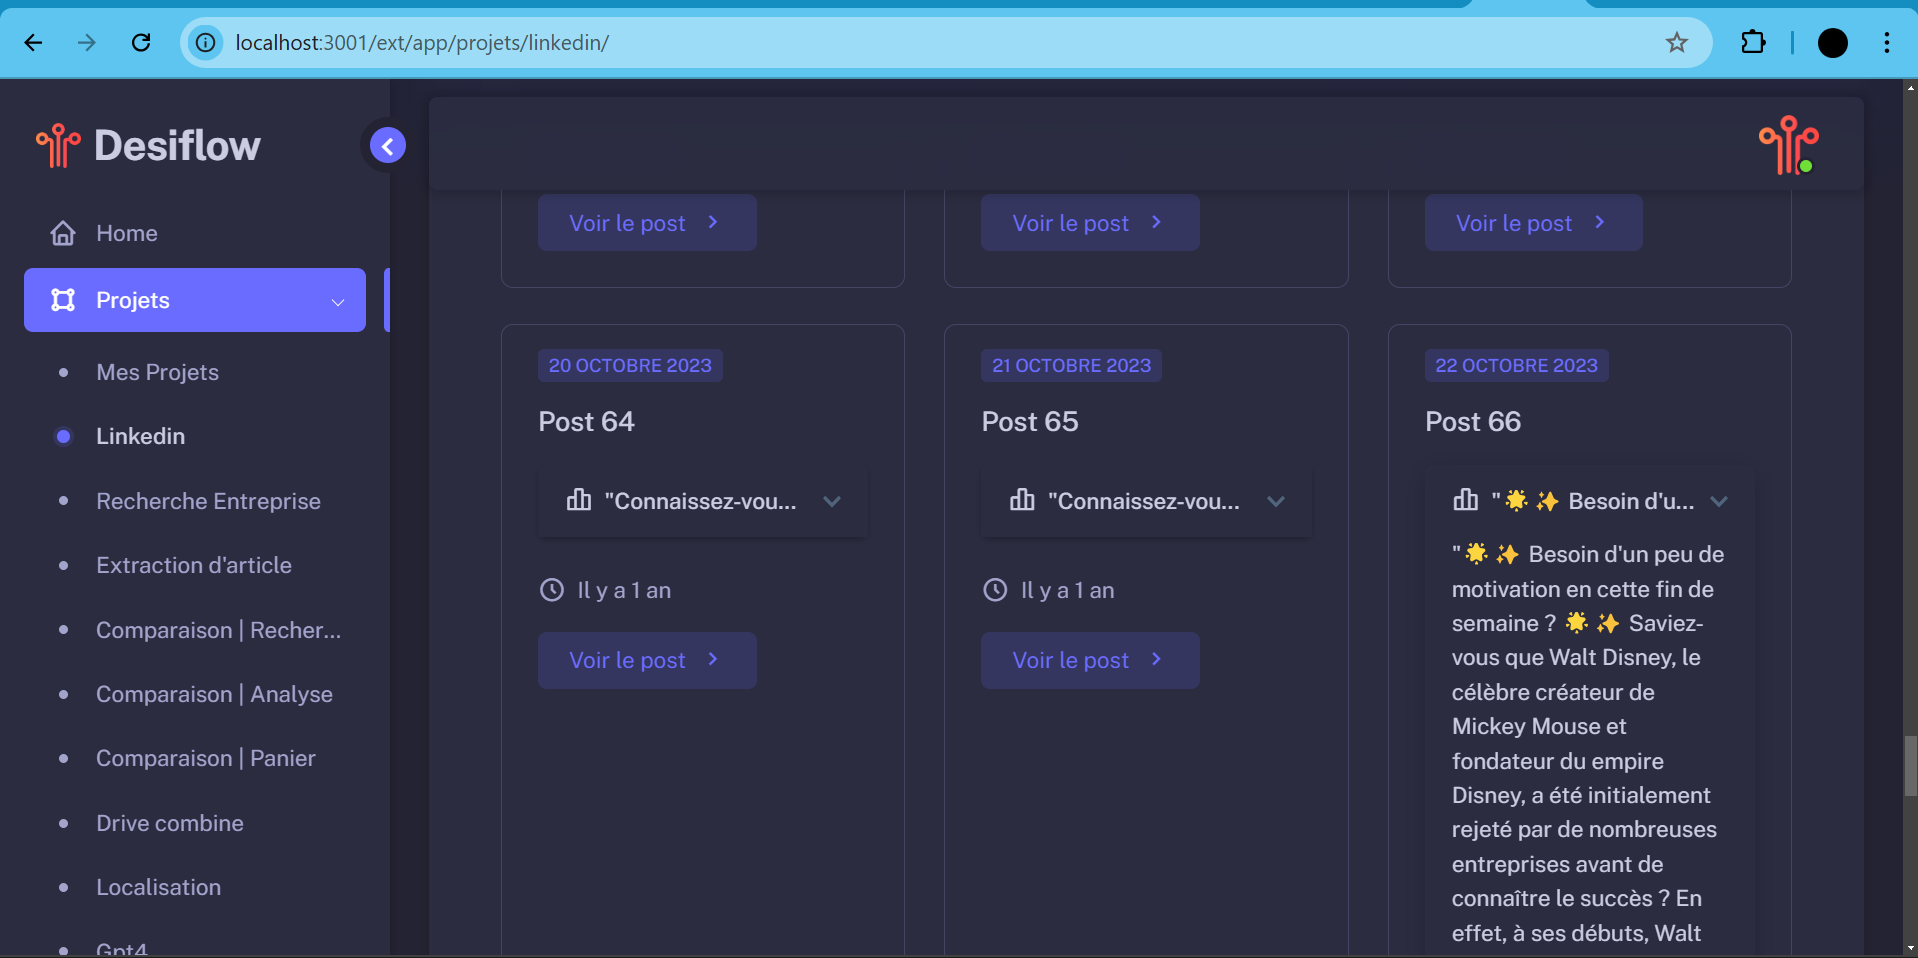 localhost:3001/ext/app/projets/linkedin/
Desiflow
Home
Projets
Mes Projets
Linkedin
Recherche Entreprise
Extraction d'article
Comparaison | Recher...
Comparaison | Analyse
Comparaison | Panier
Drive combine
Localisation
Gpt4
Voir le post
Voir le post
Voir le post
20 OCTOBRE 2023
Post 64
"Connaissez-vou...
Il y a 1 an
Voir le post
21 OCTOBRE 2023
Post 65
"Connaissez-vou...
Il y a 1 an
Voir le post
22 OCTOBRE 2023
Post 66
"🌟✨ Besoin d'u...
"🌟✨ Besoin d'un peu de
motivation en cette fin de
semaine ? 🌟✨ Saviez-
vous que Walt Disney, le
célèbre créateur de
Mickey Mouse et
fondateur du empire
Disney, a été initialement
rejeté par de nombreuses
entreprises avant de
connaître le succès ? En
effet, à ses débuts, Walt